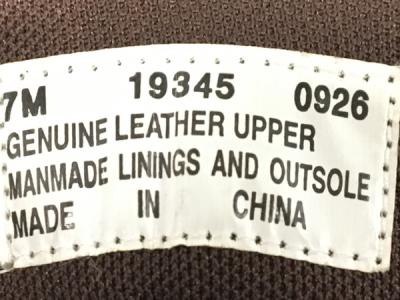 7M 19345 0926
GENUINE LEATHER UPPER
MANMADE LININGS AND OUTSOLE
MADE IN CHINA